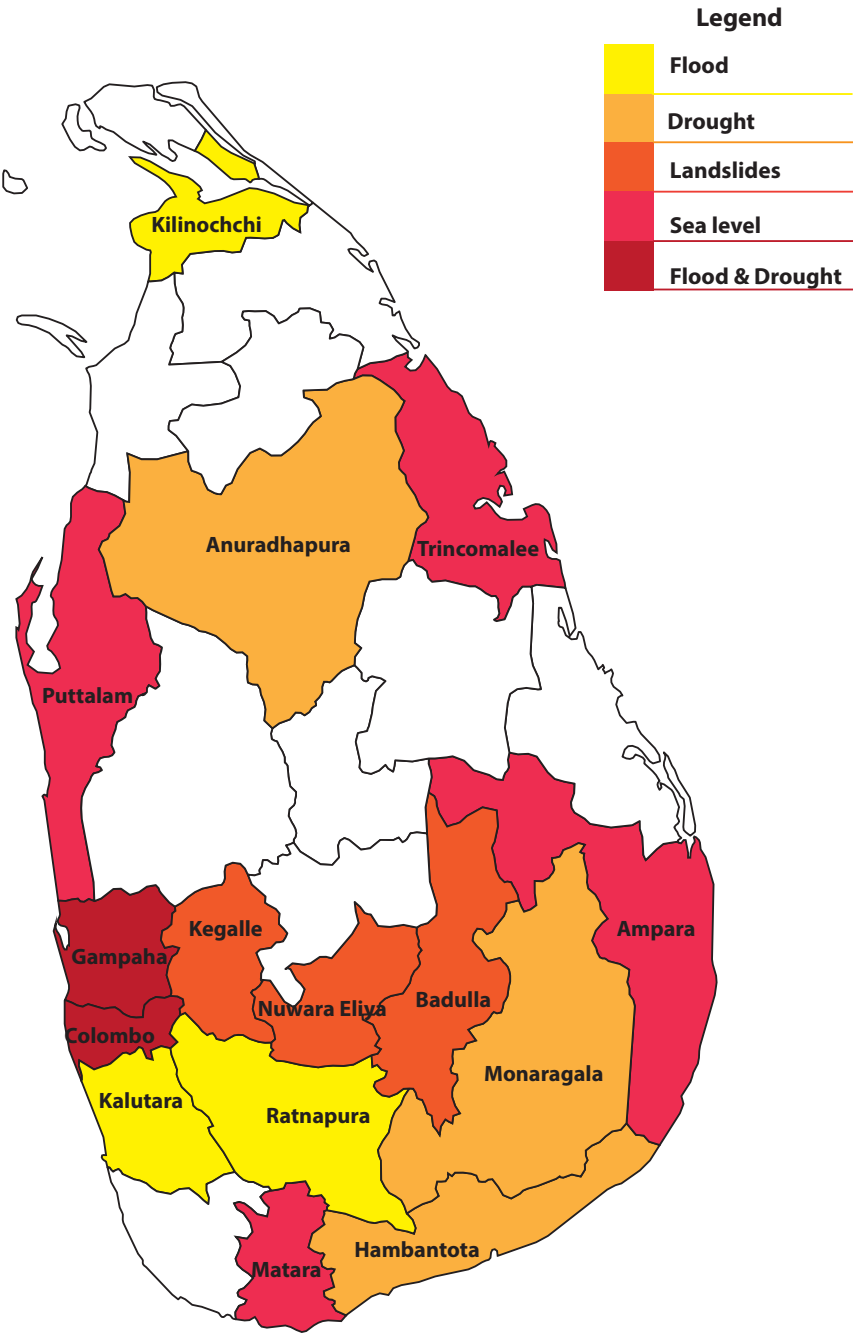 Legend
Flood
Drought
Landslides
Sea level
Flood & Drought
Kilinochchi
Anuradhapura
Trincomalee
Puttalam
Kegalle
Ampara
Gampaha
Nuwara Eliya
Badulla
Colombo
Monaragala
Kalutara
Ratnapura
Hambantota
Matara